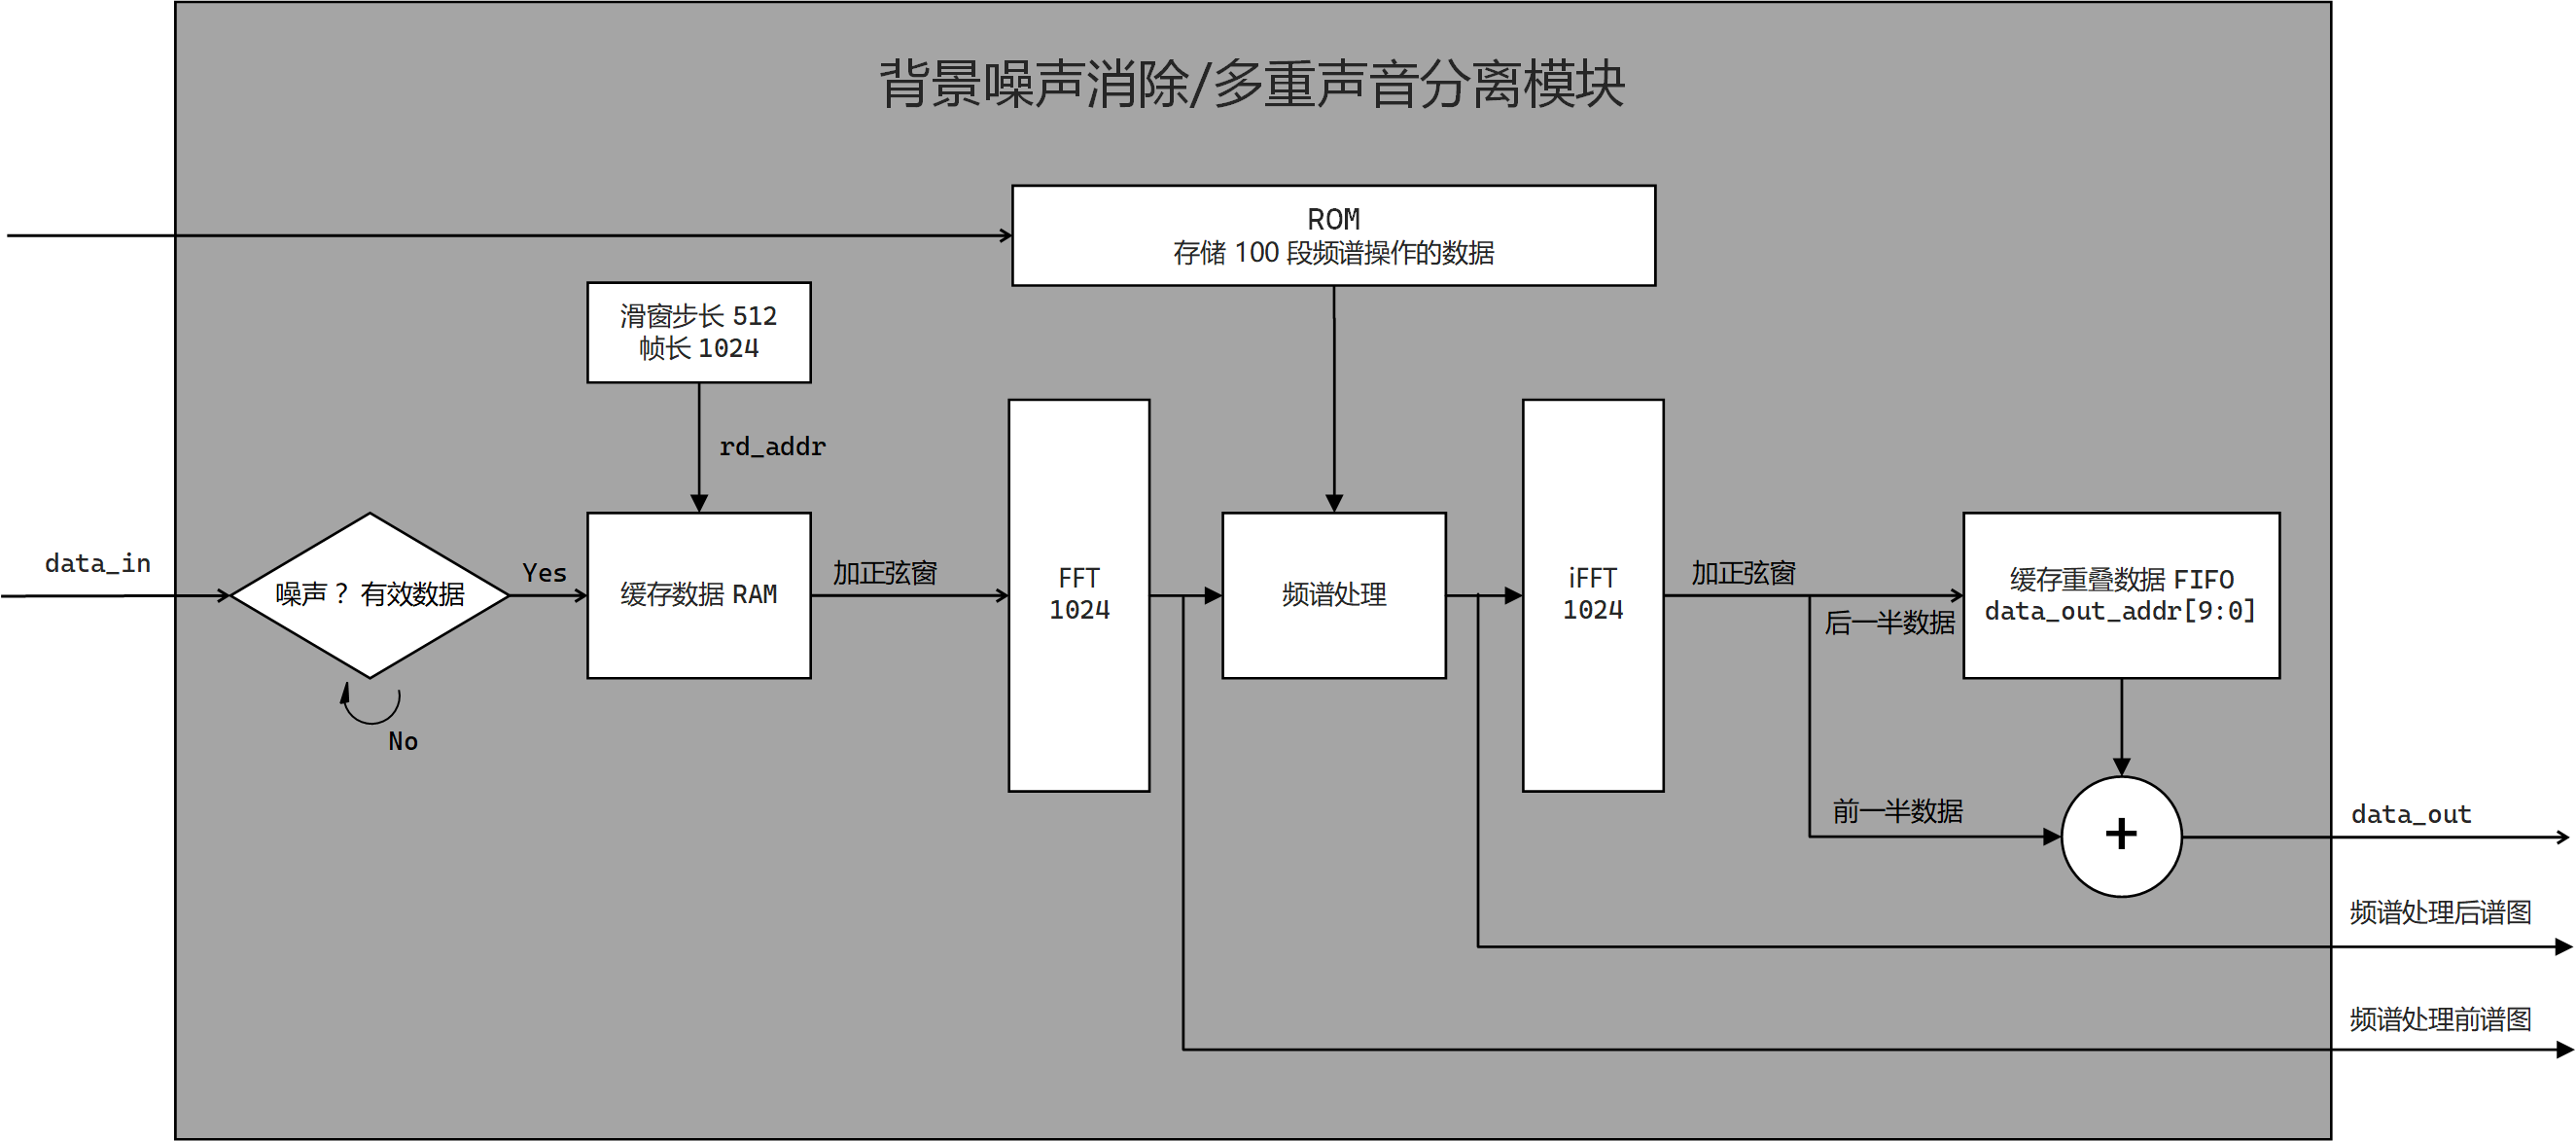 背景噪声消除/多重声音分离模块
ROM
存储 100 段频谱操作的数据
滑窗步长 512
帧长 1024
rd_addr
data_in
噪声？有效数据
Yes
No
缓存数据 RAM
加正弦窗
FFT
1024
频谱处理
iFFT
1024
加正弦窗
后一半数据
缓存重叠数据 FIFO
data_out_addr[9:0]
前一半数据
+
data_out
频谱处理后谱图
频谱处理前谱图